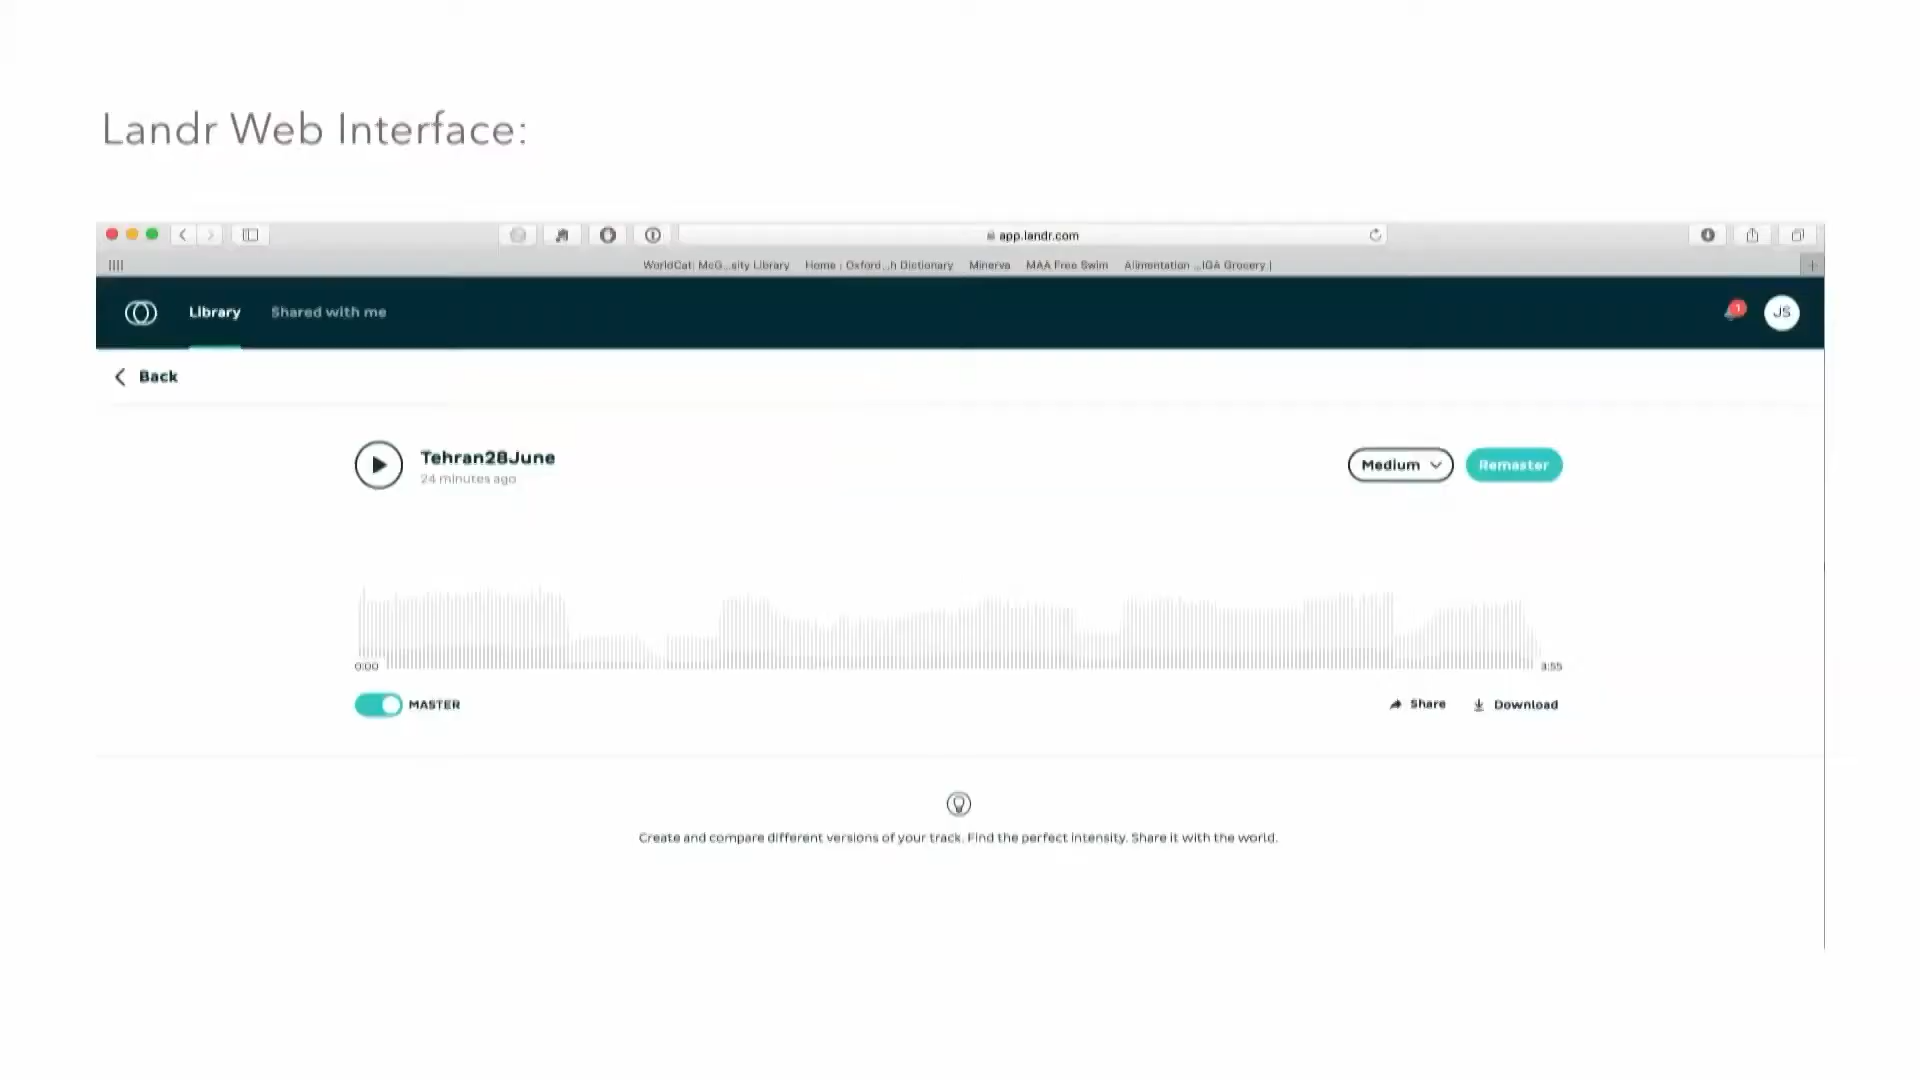 Landr Web Interface:
app.landr.com
WorldCat: McG...sity Library Home : Oxford...h Dictionary Minerva MAA Free Swim Alimentation ...IGA Grocery |
Library Shared with me
1
JS
Back
Tehran28June
24 minutes ago
Medium Remaster
0:00
3:55
MASTER
Share Download
Create and compare different versions of your track. Find the perfect intensity. Share it with the world.